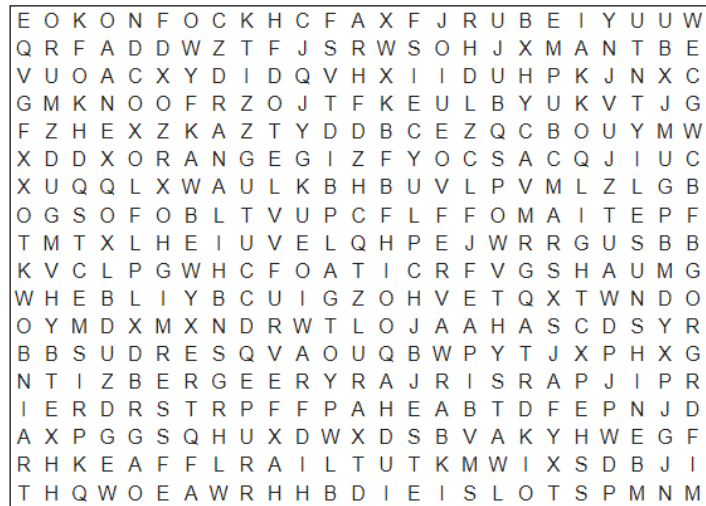 E O K O N F O C K H C F A X F J R U B E I Y U U W
Q R F A D D W Z T F J S R W S O H J X M A N T B E
V U O A C X Y D I D Q V H X I I D U H P K J N X C
G M K N O O F R Z O J T F K E U L B Y U K V T J G
F Z H E X Z K A Z T Y D D B C E Z Q C B O U Y M W
X D D X O R A N G E G I Z F Y O C S A C Q J I U C
X U Q Q L X W A U L K B H B U V L P V M L Z L G B
O G S O F O B L T V U P C F L F F O M A I T E P F
T M T X L H E I U V E L Q H P E J W R R G U S B B
K V C L P G W H C F O A T I C R F V G S H A U M G
W H E B L I Y B C U I G Z O H V E T Q X T W N D O
O Y M D X M X N D R W T L O J A A H A S C D S Y R
B B S U D R E S Q V A O U Q B W P Y T J X P H X G
N T I Z B E R G E E R Y R A J R I S R A P J I P R
I E R D R S T R P F F P A H E A B T D F E P N J D
A X P G G S Q H U X D W X D S B V A K Y H W E G F
R H K E A F F L R A I L T U T K M W I X S D B J I
T H Q W O E A W R H H B D I E I S L O T S P M N M